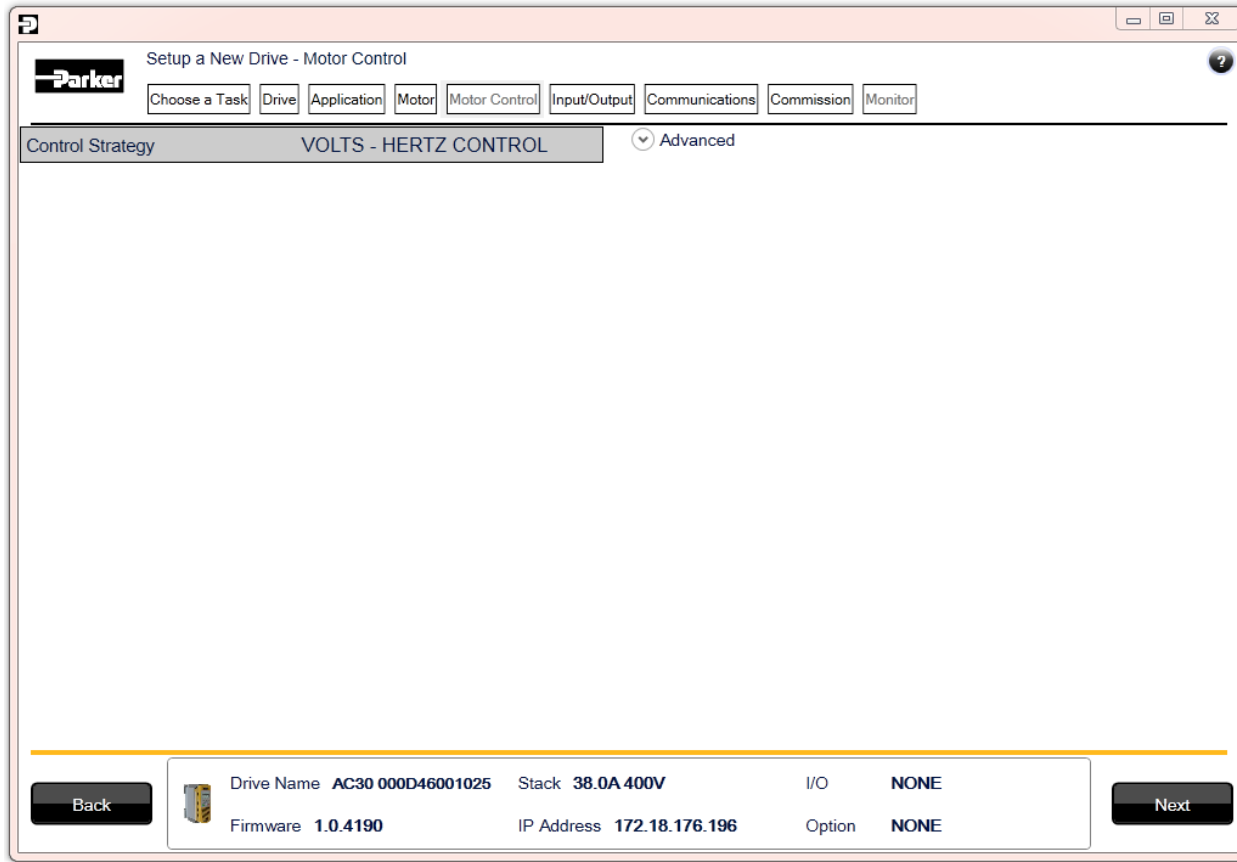 Setup a New Drive - Motor Control
?
Parker
Choose a Task Drive Application Motor Motor Control Input/Output Communications Commission Monitor
Control Strategy VOLTS - HERTZ CONTROL Advanced
Drive Name AC30 000D46001025 Stack 38.0A 400V I/O NONE
Back Next
Firmware 1.0.4190 IP Address 172.18.176.196 Option NONE